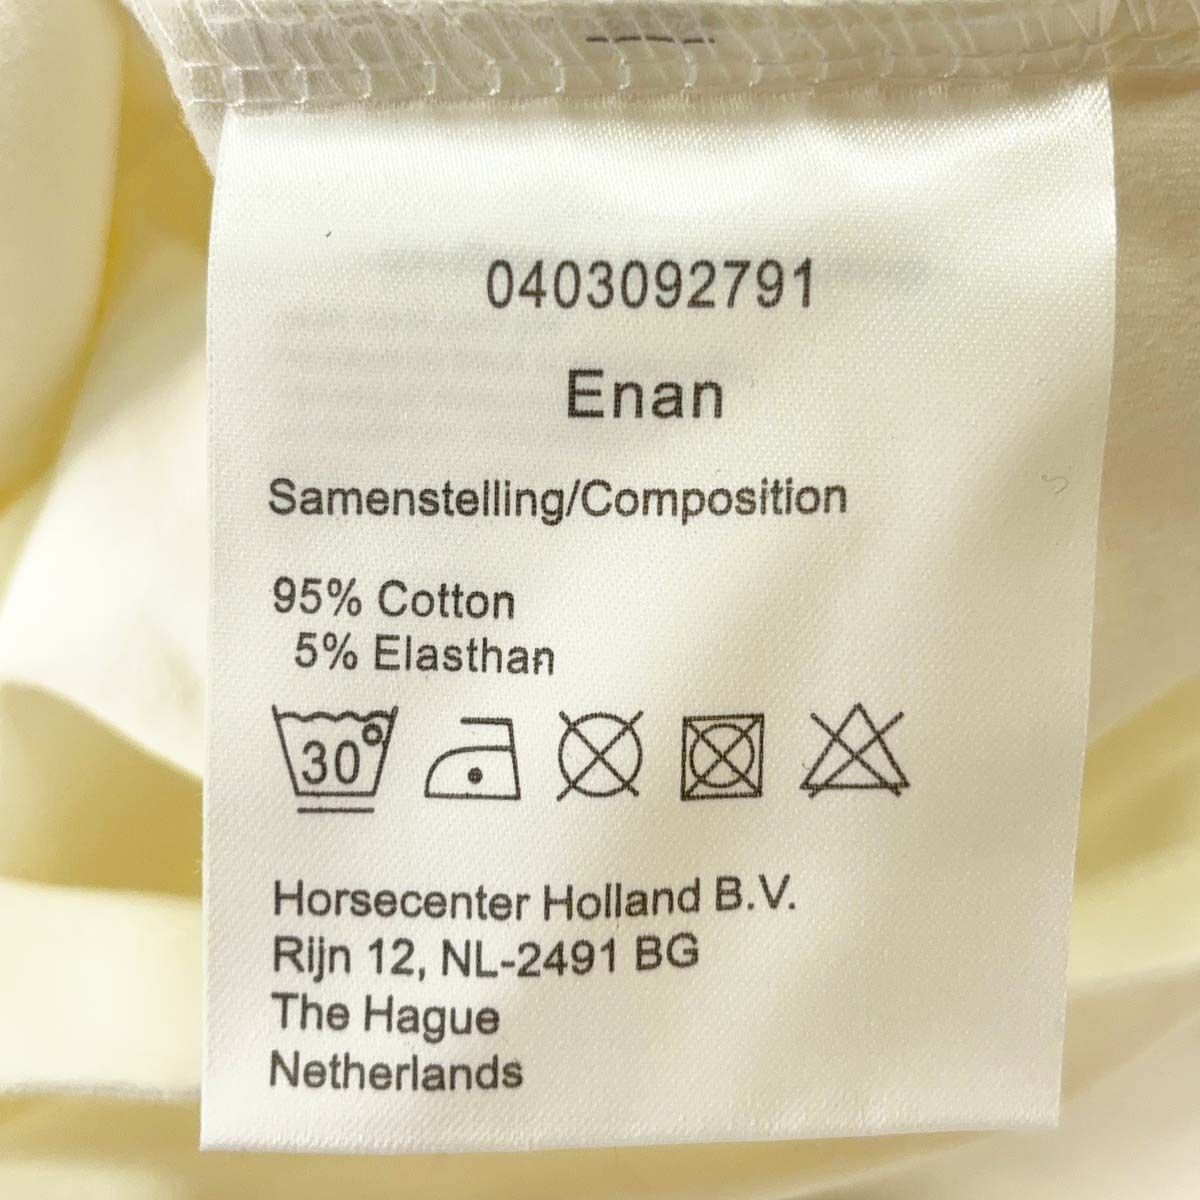 0403092791
Enan
Samenstelling/Composition
95% Cotton
5% Elasthan
30°
Horsecenter Holland B.V.
Rijn 12, NL-2491 BG
The Hague
Netherlands